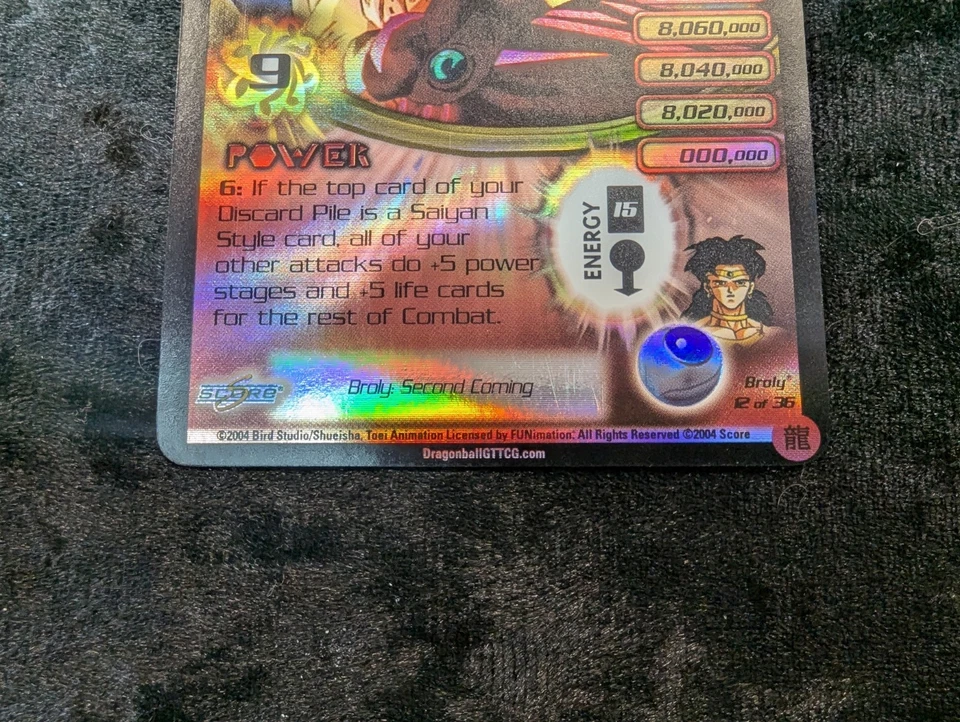 8,060,000
8,040,000
8,020,000
000,000
9
POWER
6: If the top card of your
Discard Pile is a Saiyan
Style card, all of your
other attacks do +5 power
stages and +5 life cards
for the rest of Combat.
ENERGY
15
SCORE
Broly: Second Coming
Broly
12 of 36
©2004 Bird Studio/Shueisha, Toei Animation Licensed by FUNimation. All Rights Reserved ©2004 Score
龍
DragonballGTTCG.com